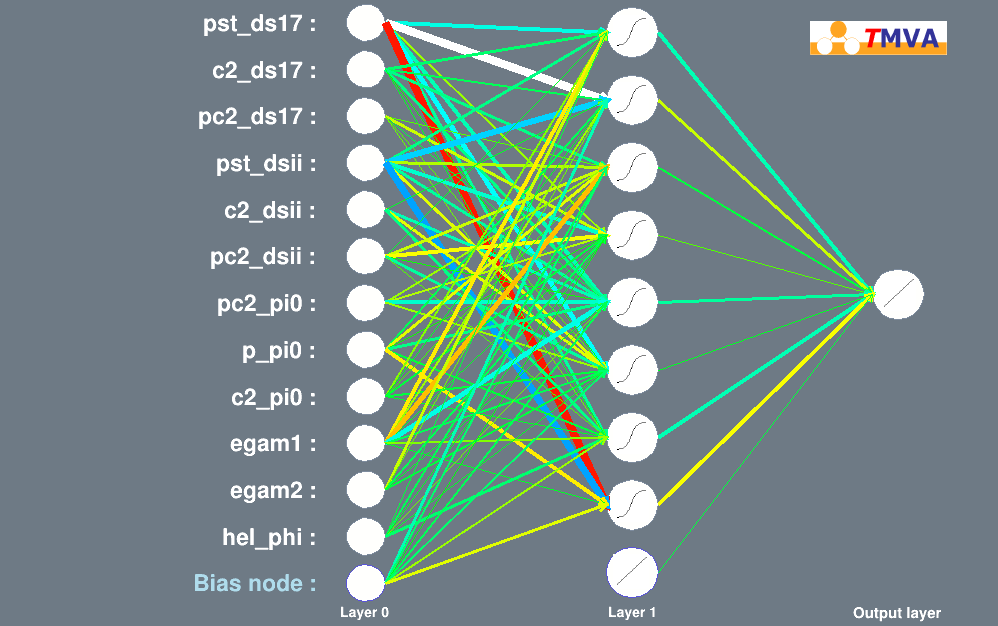 pst_ds17 :
TMVA
c2_ds17 :
pc2_ds17 :
pst_dsii :
c2_dsii :
pc2_dsii :
pc2_pi0 :
p_pi0 :
c2_pi0 :
egam1 :
egam2 :
hel_phi :
Bias node :
Layer 0
Layer 1
Output layer